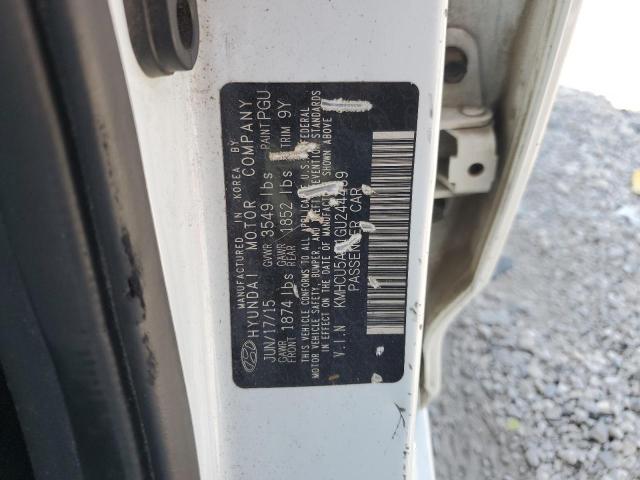 MANUFACTURED IN KOREA BY
HYUNDAI MOTOR COMPANY
JUN/17/15 GVWR 3549 lbs PAINT PGU
GAWR FRONT 1874 lbs GAWR REAR 1852 lbs TRIM 9Y
THIS VEHICLE CONFORMS TO ALL APPLICABLE U.S. FEDERAL
MOTOR VEHICLE SAFETY, BUMPER, AND THEFT PREVENTION STANDARDS
IN EFFECT ON THE DATE OF MANUFACTURE SHOWN ABOVE
V.I.N
PASSENGER CAR